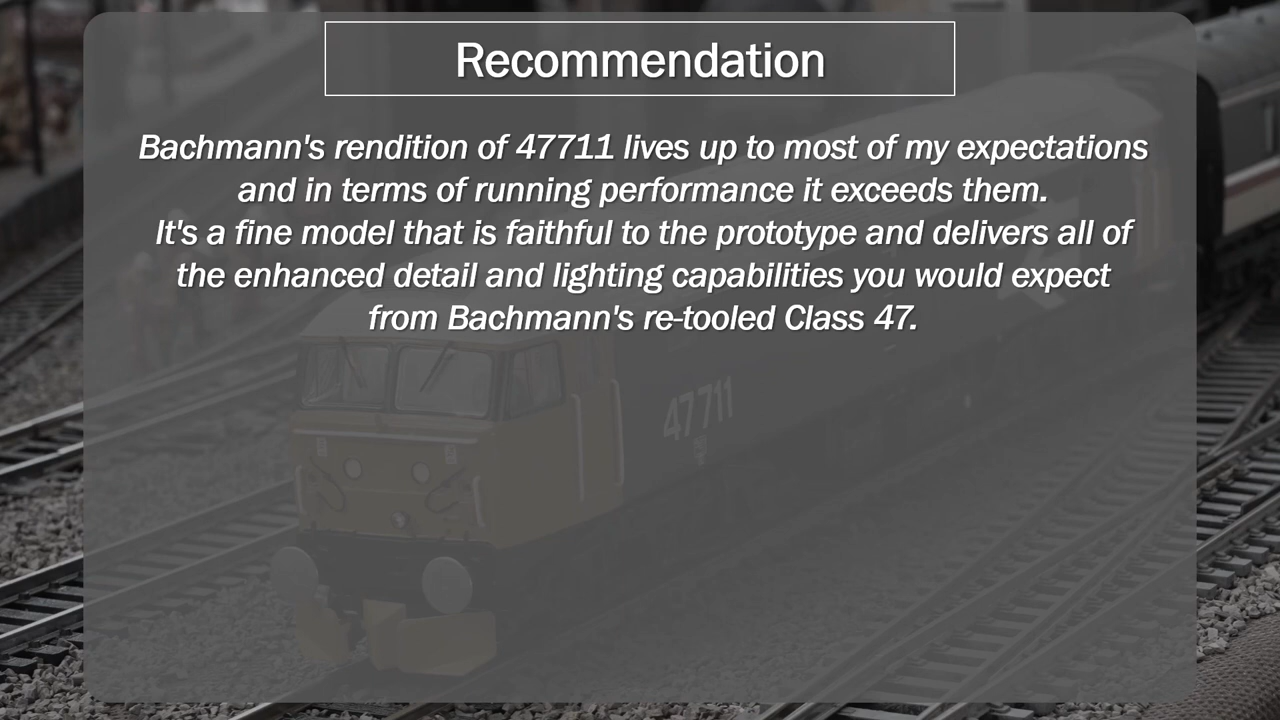 Recommendation
Bachmann's rendition of 47711 lives up to most of my expectations
and in terms of running performance it exceeds them.
It's a fine model that is faithful to the prototype and delivers all of
the enhanced detail and lighting capabilities you would expect
from Bachmann's re-tooled Class 47.
47711